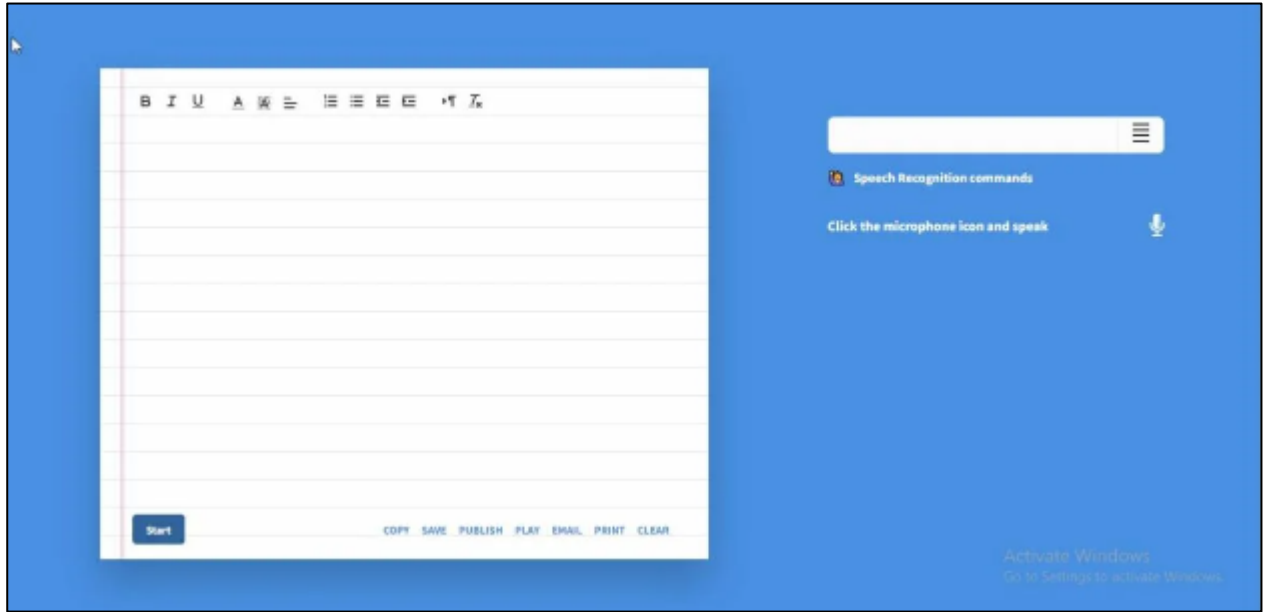 B I U A
Start COPY SAVE PUBLISH PLAY EMAIL PRINT CLEAR
Speech Recognition commands
Click the microphone icon and speak
Activate Windows
Go to Settings to activate Windows.